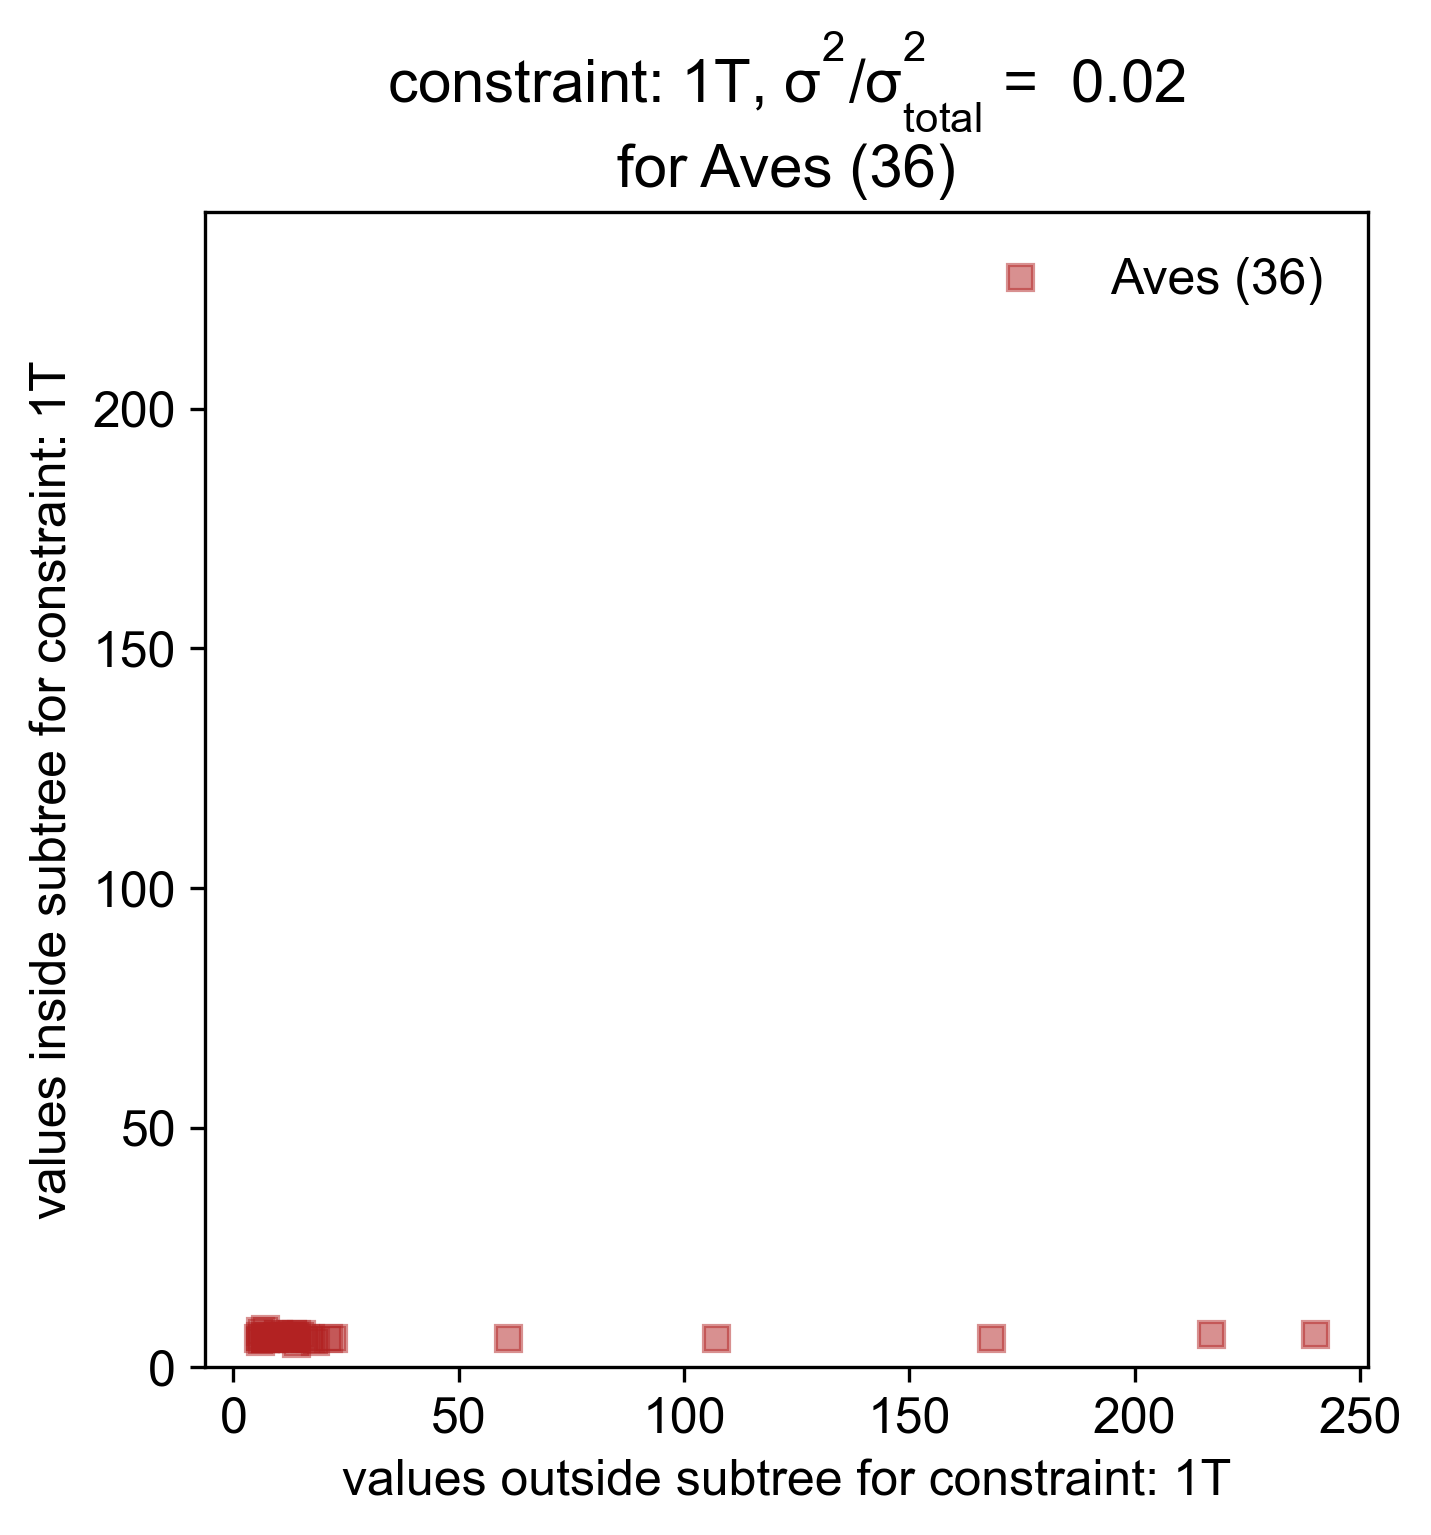 constraint: 1T, σ²/σ²total = 0.02
for Aves (36)
Aves (36)
values inside subtree for constraint: 1T
200
150
100
50
0
0 50 100 150 200 250
values outside subtree for constraint: 1T